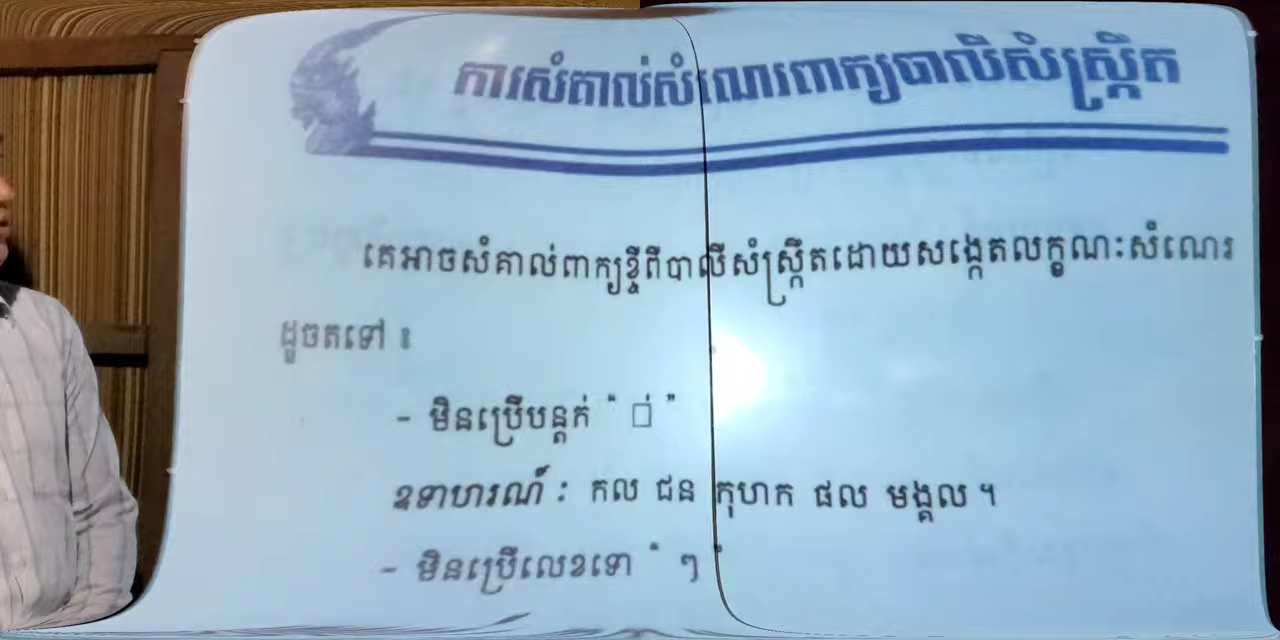 ការសំគាល់សំណេរពាក្យបាលីសំស្ក្រឹត
គេអាចសំគាល់ពាក្យខ្ចីពីបាលីសំស្ក្រឹតដោយសង្កេតលក្ខណៈសំណេរ
ដូចតទៅ ៖
- មិនប្រើបន្តក់ " ់ "
ឧទាហរណ៍ : កល ជន កុហក ផល មង្គល ។
- មិនប្រើលេខទោ " ៗ "